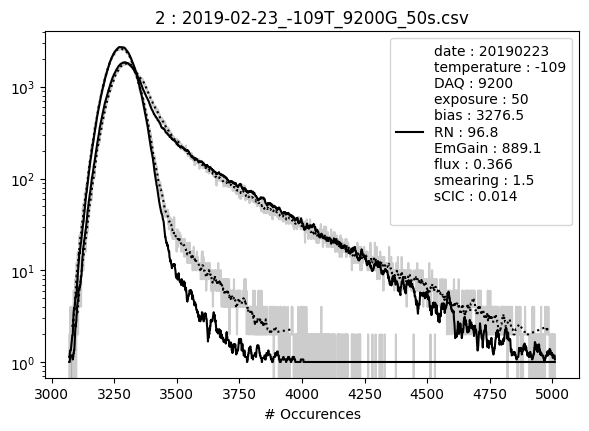 2 : 2019-02-23_-109T_9200G_50s.csv
date : 20190223
temperature : -109
DAQ : 9200
exposure : 50
bias : 3276.5
RN : 96.8
EmGain : 889.1
flux : 0.366
smearing : 1.5
sCIC : 0.014
10³
10²
10¹
10⁰
3000 3250 3500 3750 4000 4250 4500 4750 5000
# Occurences